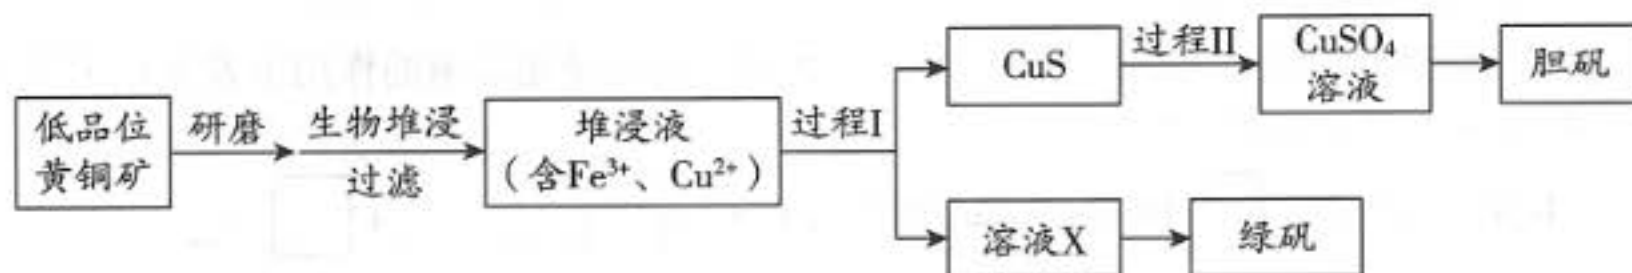 低品位
黄铜矿
研磨
生物堆浸
过滤
堆浸液
（含Fe³⁺、Cu²⁺）
过程I
CuS
过程II
CuSO₄
溶液
胆矾
溶液X
绿矾